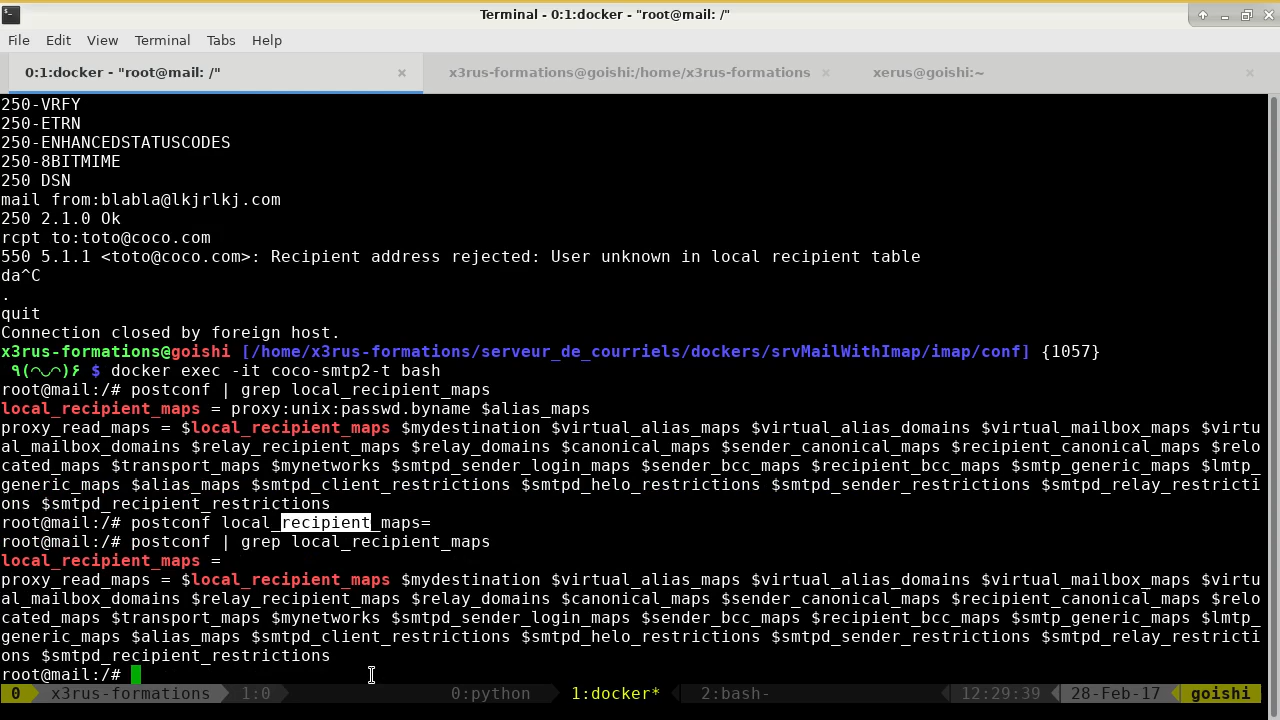 Terminal - 0:1:docker - "root@mail: /"
File Edit View Terminal Tabs Help
0:1:docker - "root@mail: /" × x3rus-formations@goishi:/home/x3rus-formations × xerus@goishi:~ ×
250-VRFY
250-ETRN
250-ENHANCEDSTATUSCODES
250-8BITMIME
250 DSN
mail from:blabla@lkjrlkj.com
250 2.1.0 Ok
rcpt to:toto@coco.com
550 5.1.1 <toto@coco.com>: Recipient address rejected: User unknown in local recipient table
da^C
.
quit
Connection closed by foreign host.
x3rus-formations@goishi [/home/x3rus-formations/serveur_de_courriels/dockers/srvMailWithImap/imap/conf] {1057}
٩(◠‿◠)۶ $ docker exec -it coco-smtp2-t bash
root@mail:/# postconf | grep local_recipient_maps
local_recipient_maps = proxy:unix:passwd.byname $alias_maps
proxy_read_maps = $local_recipient_maps $mydestination $virtual_alias_maps $virtual_alias_domains $virtual_mailbox_maps $virtu
al_mailbox_domains $relay_recipient_maps $relay_domains $canonical_maps $sender_canonical_maps $recipient_canonical_maps $relo
cated_maps $transport_maps $mynetworks $smtpd_sender_login_maps $sender_bcc_maps $recipient_bcc_maps $smtp_generic_maps $lmtp_
generic_maps $alias_maps $smtpd_client_restrictions $smtpd_helo_restrictions $smtpd_sender_restrictions $smtpd_relay_restricti
ons $smtpd_recipient_restrictions
root@mail:/# postconf local_recipient_maps=
root@mail:/# postconf | grep local_recipient_maps
local_recipient_maps =
proxy_read_maps = $local_recipient_maps $mydestination $virtual_alias_maps $virtual_alias_domains $virtual_mailbox_maps $virtu
al_mailbox_domains $relay_recipient_maps $relay_domains $canonical_maps $sender_canonical_maps $recipient_canonical_maps $relo
cated_maps $transport_maps $mynetworks $smtpd_sender_login_maps $sender_bcc_maps $recipient_bcc_maps $smtp_generic_maps $lmtp_
generic_maps $alias_maps $smtpd_client_restrictions $smtpd_helo_restrictions $smtpd_sender_restrictions $smtpd_relay_restricti
ons $smtpd_recipient_restrictions
root@mail:/#
0 x3rus-formations 1:0 0:python 1:docker* 2:bash- 12:29:39 28-Feb-17 goishi